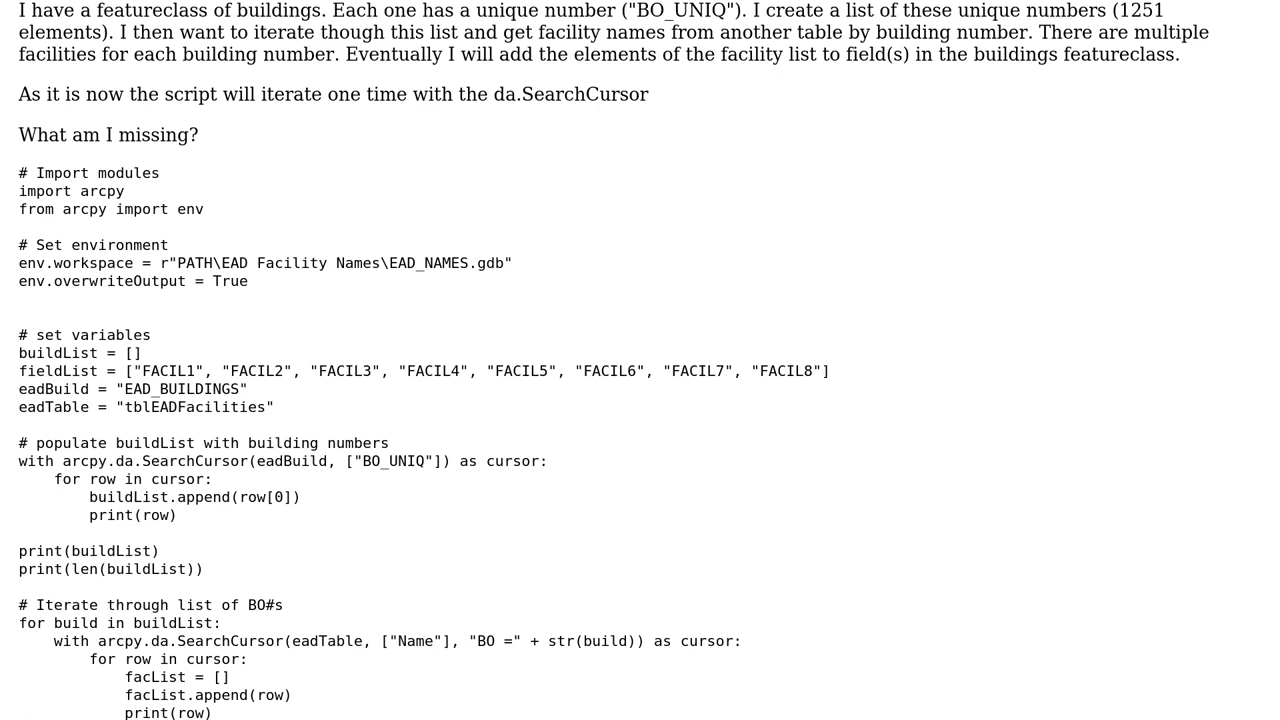 I have a featureclass of buildings. Each one has a unique number ("BO_UNIQ"). I create a list of these unique numbers (1251
elements). I then want to iterate though this list and get facility names from another table by building number. There are multiple
facilities for each building number. Eventually I will add the elements of the facility list to field(s) in the buildings featureclass.
As it is now the script will iterate one time with the da.SearchCursor
What am I missing?
# Import modules
import arcpy
from arcpy import env
# Set environment
env.workspace = r"PATH\EAD Facility Names\EAD_NAMES.gdb"
env.overwriteOutput = True
# set variables
buildList = []
fieldList = ["FACIL1", "FACIL2", "FACIL3", "FACIL4", "FACIL5", "FACIL6", "FACIL7", "FACIL8"]
eadBuild = "EAD_BUILDINGS"
eadTable = "tblEADFacilities"
# populate buildList with building numbers
with arcpy.da.SearchCursor(eadBuild, ["BO_UNIQ"]) as cursor:
    for row in cursor:
        buildList.append(row[0])
        print(row)
print(buildList)
print(len(buildList))
# Iterate through list of BO#s
for build in buildList:
    with arcpy.da.SearchCursor(eadTable, ["Name"], "BO =" + str(build)) as cursor:
        for row in cursor:
            facList = []
            facList.append(row)
            print(row)